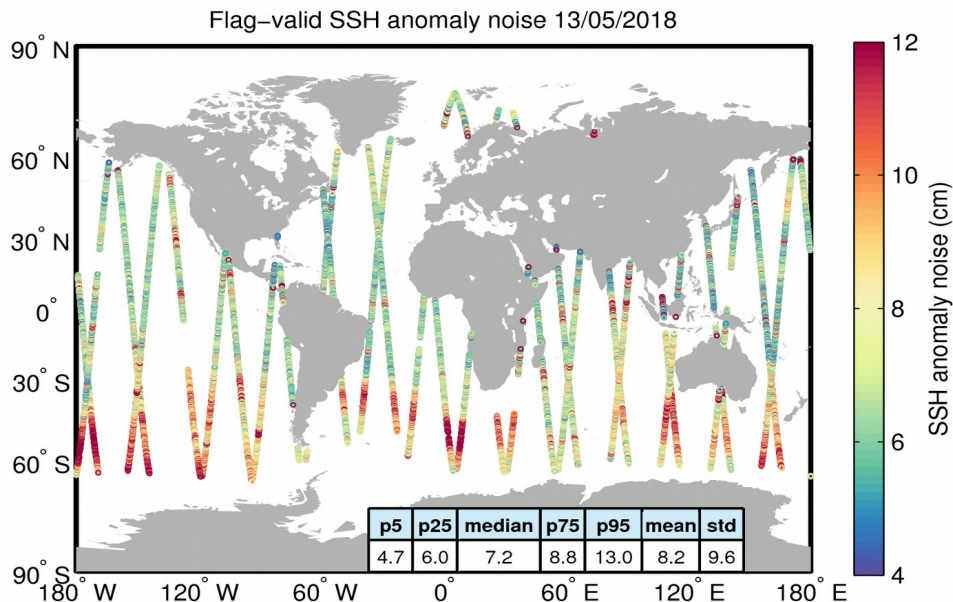 Flag−valid SSH anomaly noise 13/05/2018
90° N
60° N
30° N
0°
30° S
60° S
90° S
180° W
120° W
60° W
0°
60° E
120° E
180° E
p5 p25 median p75 p95 mean std
4.7 6.0 7.2 8.8 13.0 8.2 9.6
12
10
8
6
4
SSH anomaly noise (cm)